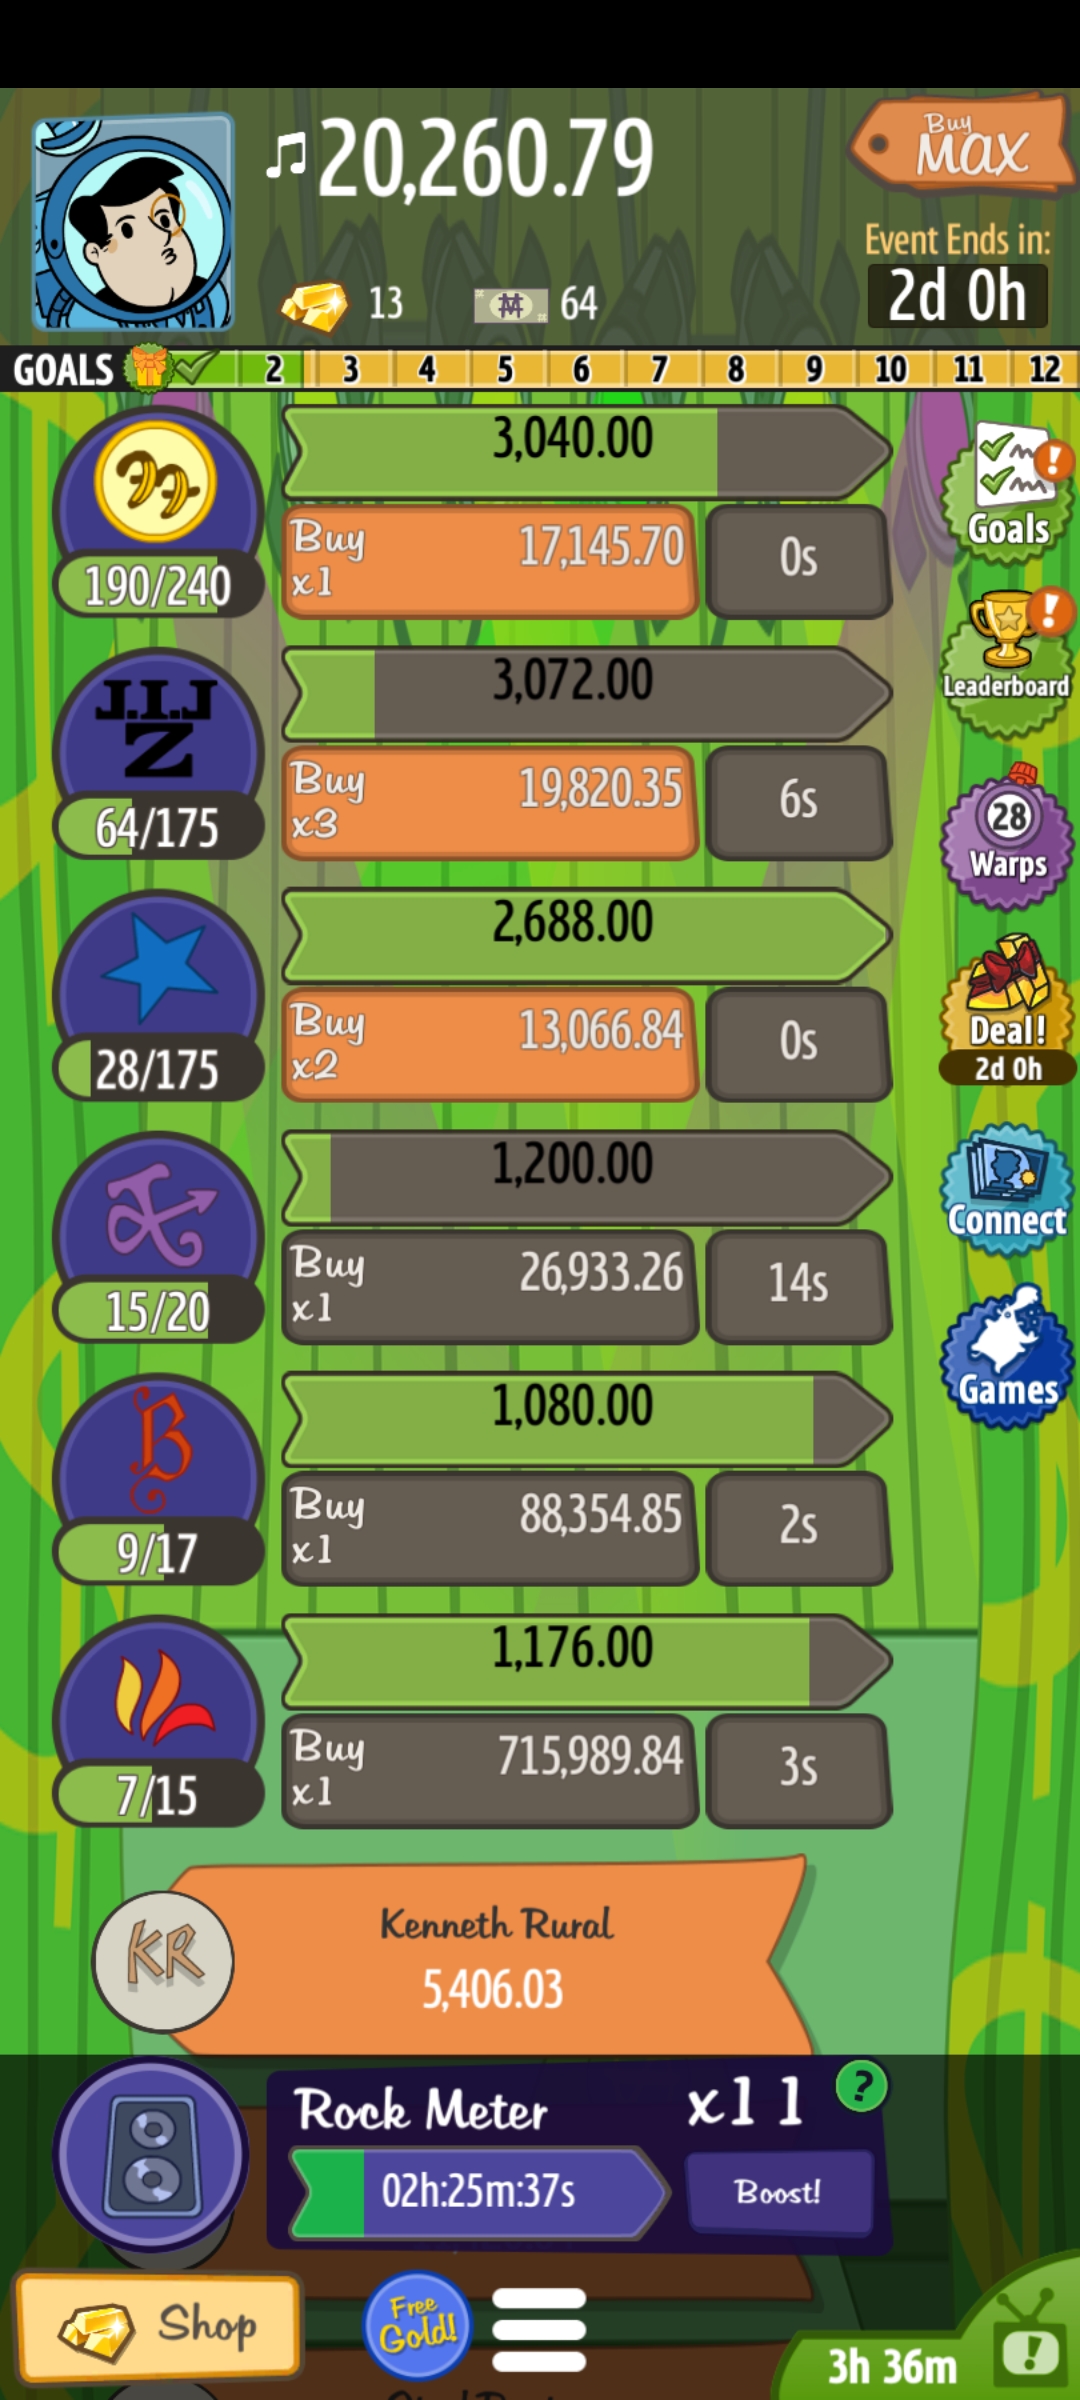 20,260.79
Buy
MAX
13
64
Event Ends in:
2d 0h
GOALS 2 3 4 5 6 7 8 9 10 11 12
3,040.00
190/240
Buy
x1
17,145.70
0s
Goals
J.I.J
Z
3,072.00
64/175
Buy
x3
19,820.35
6s
Leaderboard
2,688.00
28/175
Buy
x2
13,066.84
0s
28
Warps
Deal!
2d 0h
1,200.00
15/20
Buy
x1
26,933.26
14s
Connect
B
1,080.00
9/17
Buy
x1
88,354.85
2s
Games
1,176.00
7/15
Buy
x1
715,989.84
3s
KR
Kenneth Rural
5,406.03
Rock Meter
x11
?
02h:25m:37s
Boost!
Shop
Free
Gold!
3h 36m